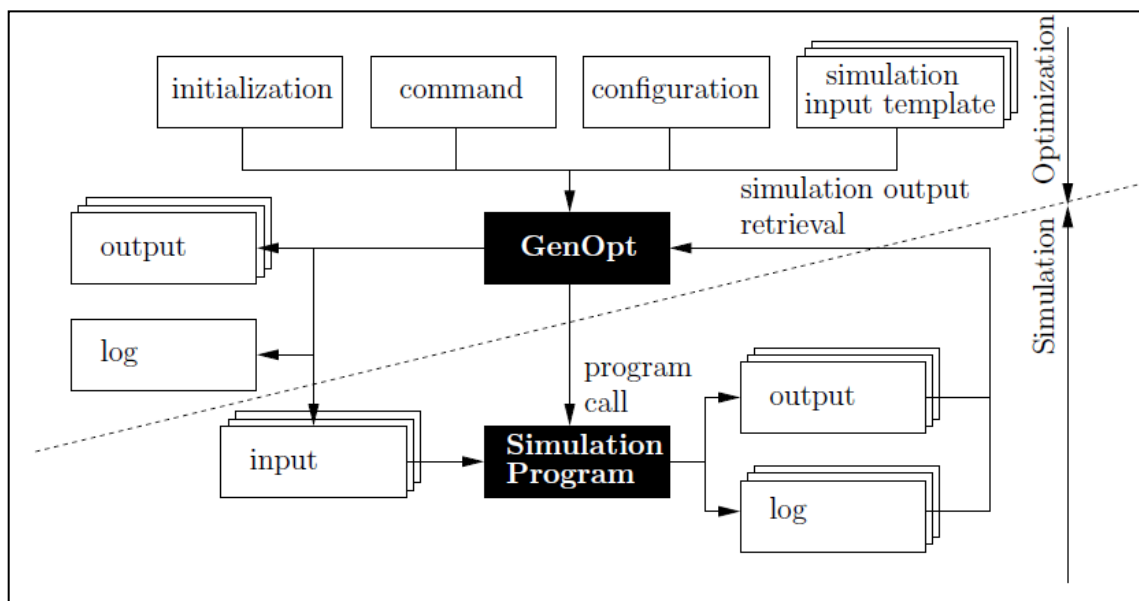 initialization
command
configuration
simulation
input template
Optimization
simulation output
retrieval
output
GenOpt
Simulation
log
program
call
output
input
Simulation
Program
log